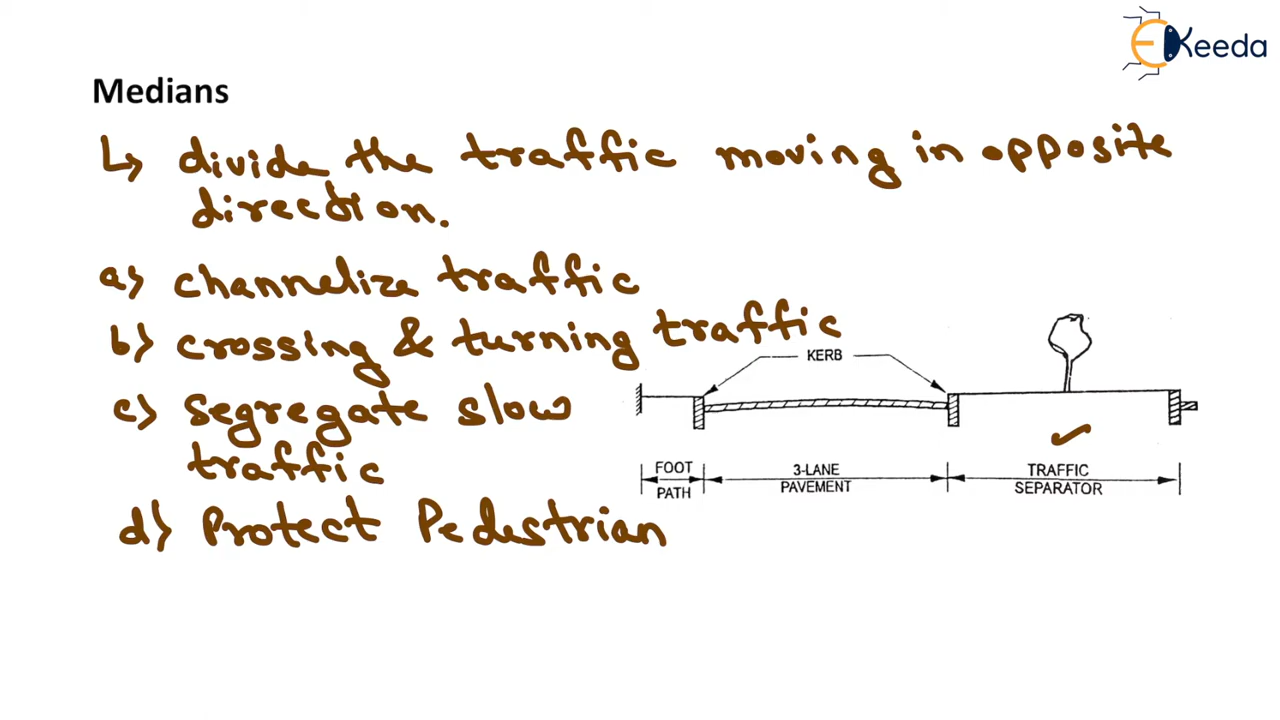 EKeeda
Medians
↳ divide the traffic moving in opposite
direction.
a) channelize traffic
b) crossing & turning traffic
c) segregate slow
traffic
d) Protect Pedestrian
KERB
FOOT
PATH
3-LANE
PAVEMENT
TRAFFIC
SEPARATOR